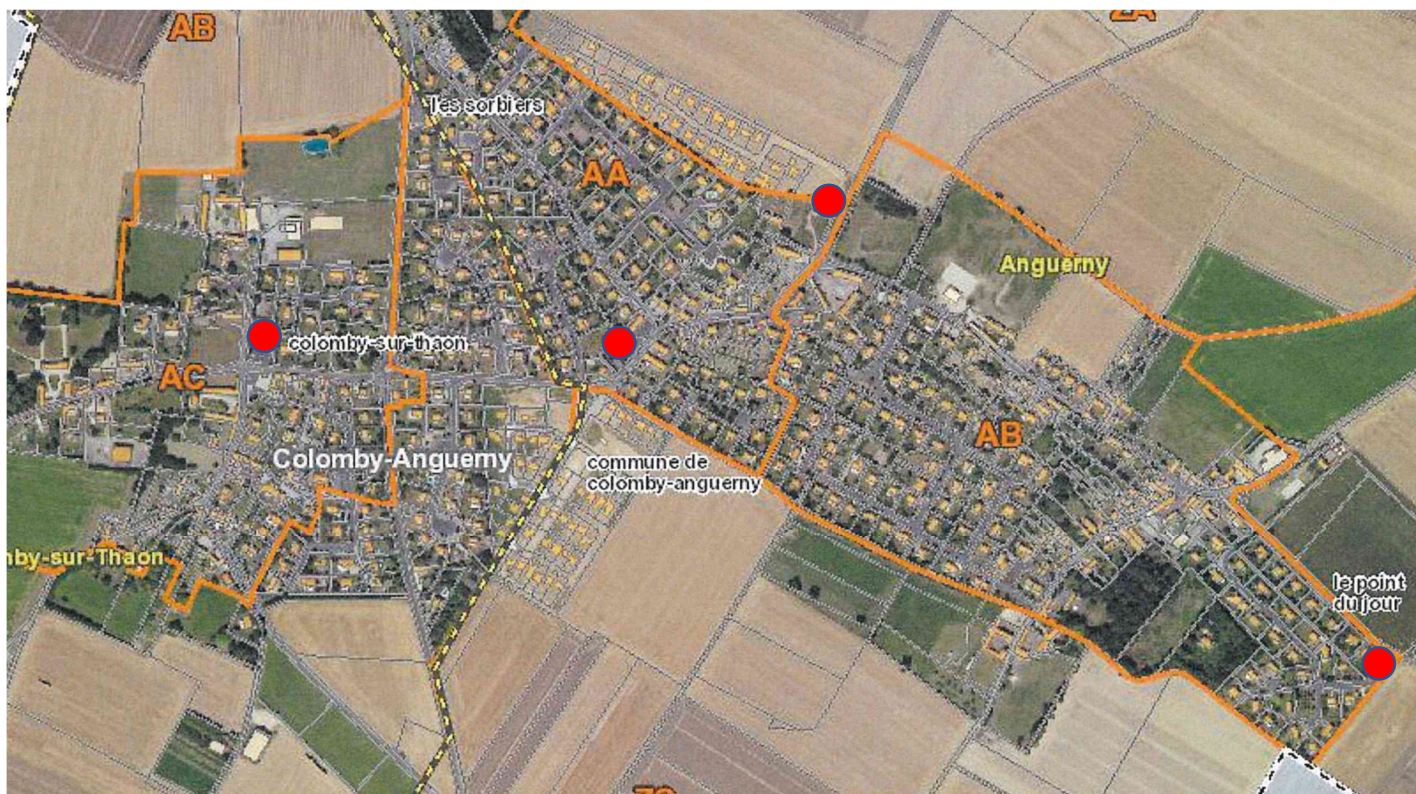 AB
ZA
les sorbiers
AA
Anguerny
colomby-sur-thaon
AC
AB
Colomby-Anguerny
commune de
colomby-anguerny
mby-sur-Thaon
le point
du jour